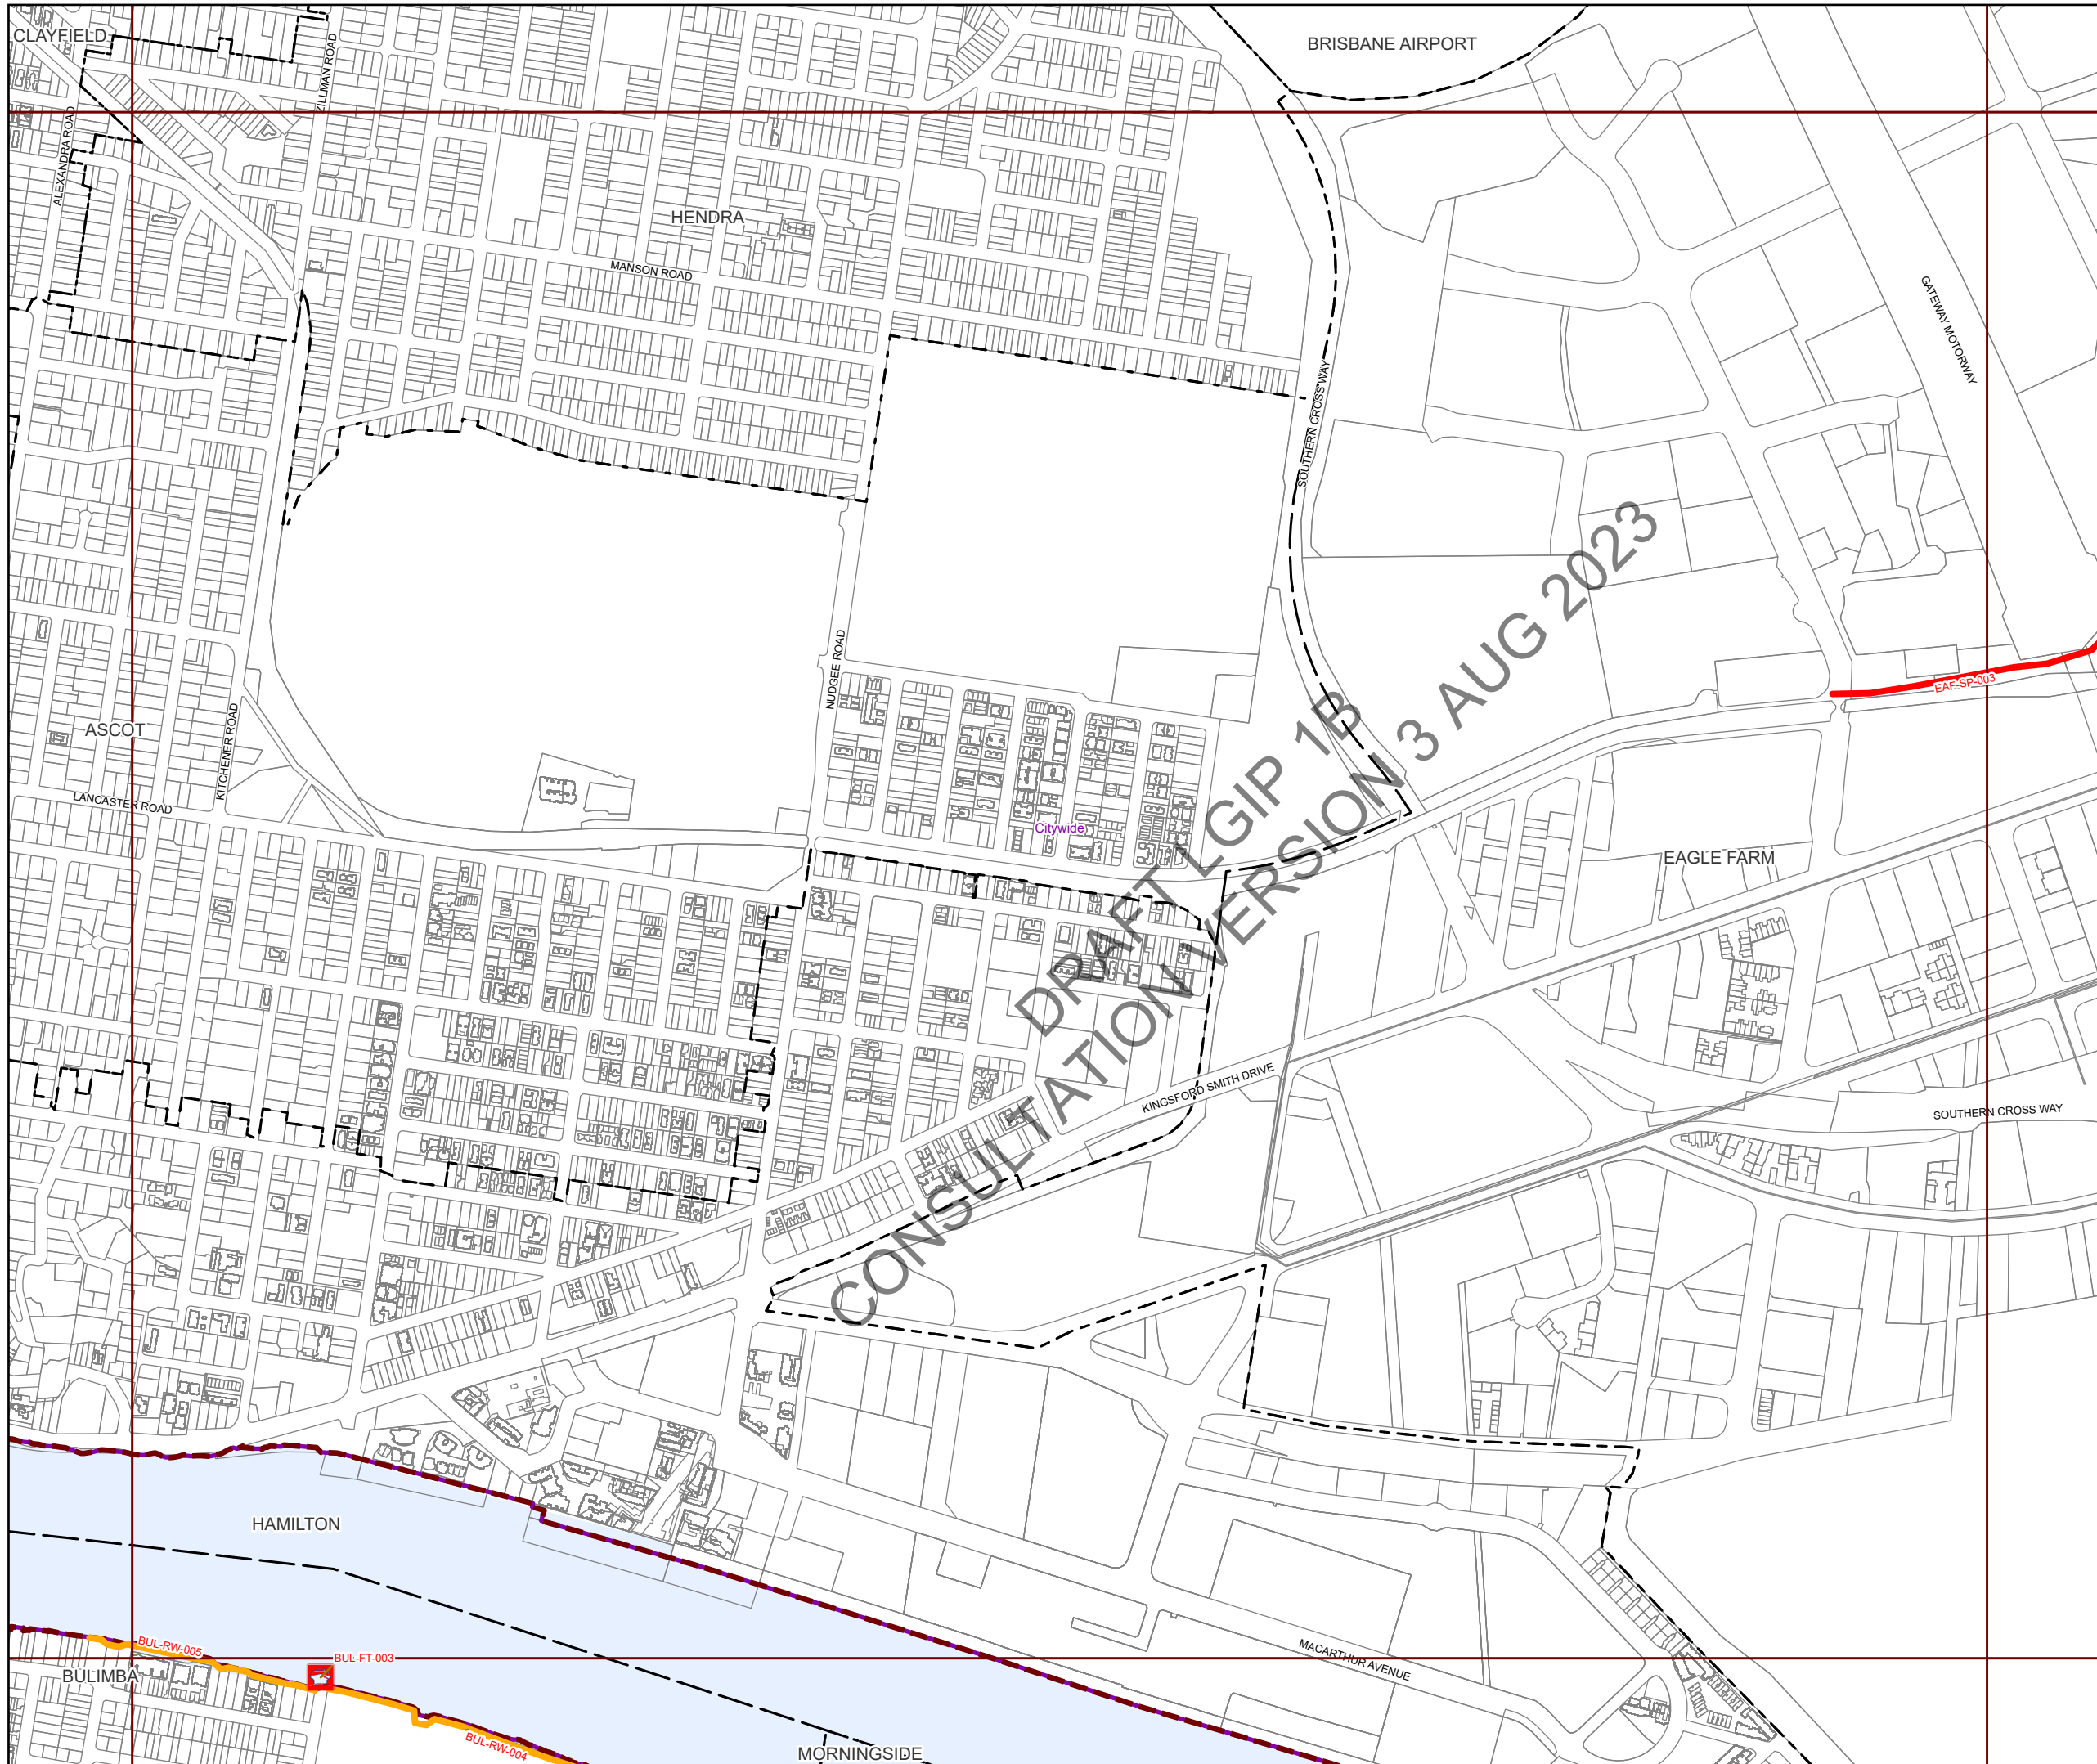 CLAYFIELD
BRISBANE AIRPORT
ZILLMAN ROAD
ALEXANDRA ROAD
HENDRA
MANSON ROAD
GATEWAY MOTORWAY
SOUTHERN CROSS WAY
NUDGEE ROAD
EAF-SP-003
ASCOT
KITCHENER ROAD
LANCASTER ROAD
Citywide
EAGLE FARM
DRAFT LGIP 1B
CONSULTATION VERSION 3 AUG 2023
KINGSFORD SMITH DRIVE
SOUTHERN CROSS WAY
HAMILTON
BUL-RW-005
BUL-FT-003
BULIMBA
MACARTHUR AVENUE
BUL-RW-004
MORNINGSIDE